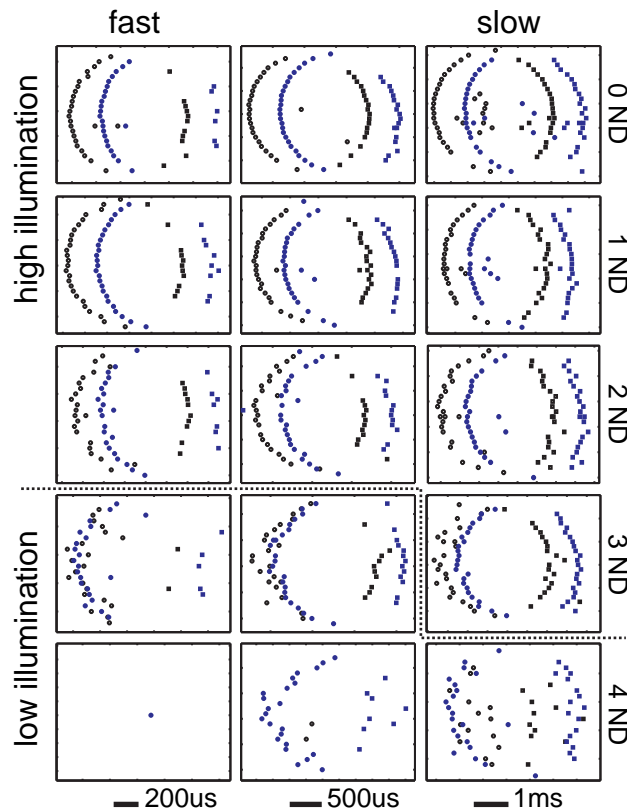 fast
slow
high illumination
low illumination
0 ND
1 ND
2 ND
3 ND
4 ND
200us
500us
1ms